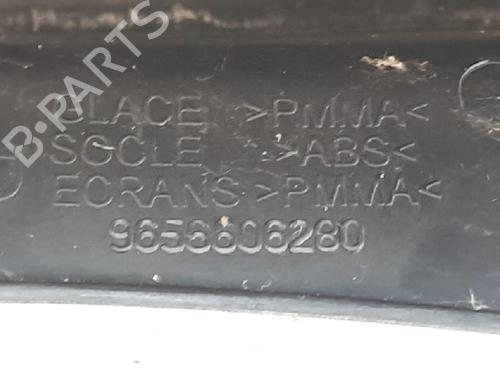 B-PARTS
GLACE >PMMA<
SOCLE >ABS<
ECRANS >PMMA<
9656606280